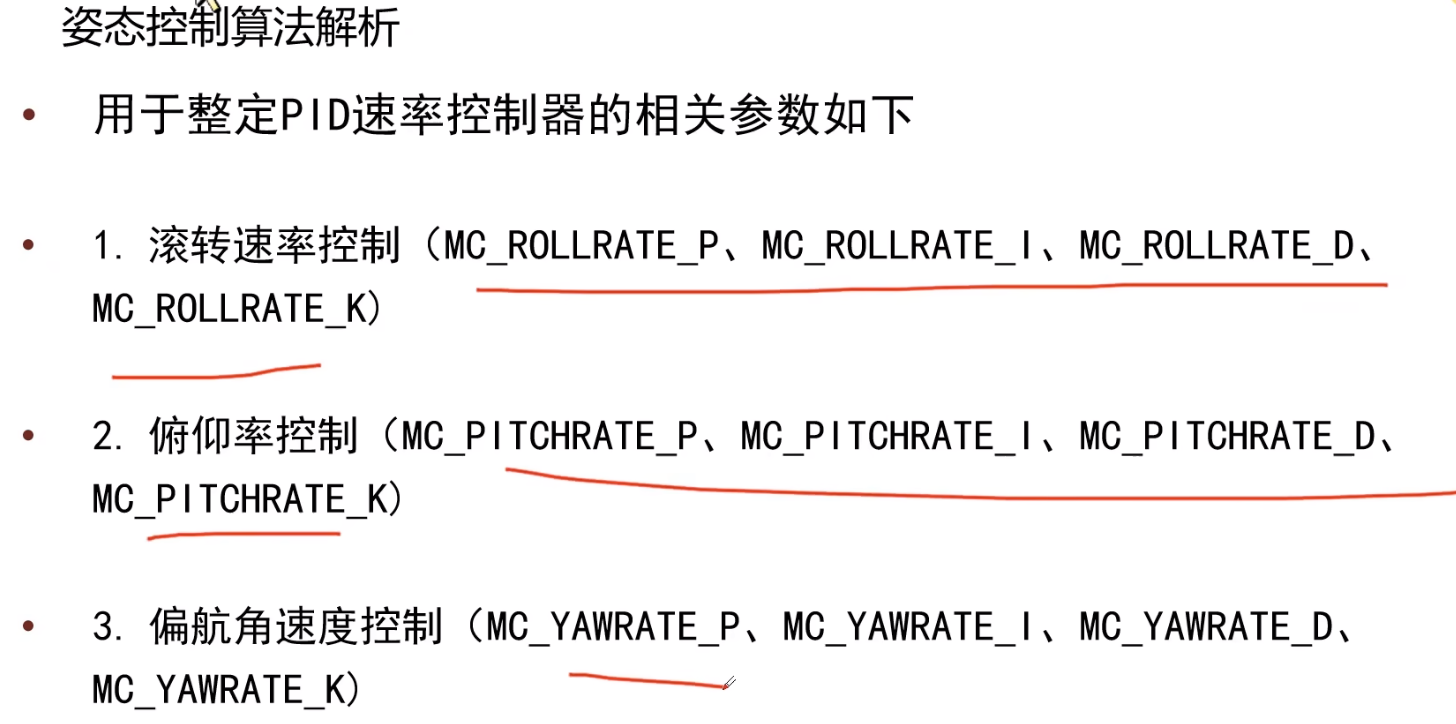 姿态控制算法解析
• 用于整定PID速率控制器的相关参数如下
• 1. 滚转速率控制（MC_ROLLRATE_P、MC_ROLLRATE_I、MC_ROLLRATE_D、
MC_ROLLRATE_K）
• 2. 俯仰率控制（MC_PITCHRATE_P、MC_PITCHRATE_I、MC_PITCHRATE_D、
MC_PITCHRATE_K）
• 3. 偏航角速度控制（MC_YAWRATE_P、MC_YAWRATE_I、MC_YAWRATE_D、
MC_YAWRATE_K）